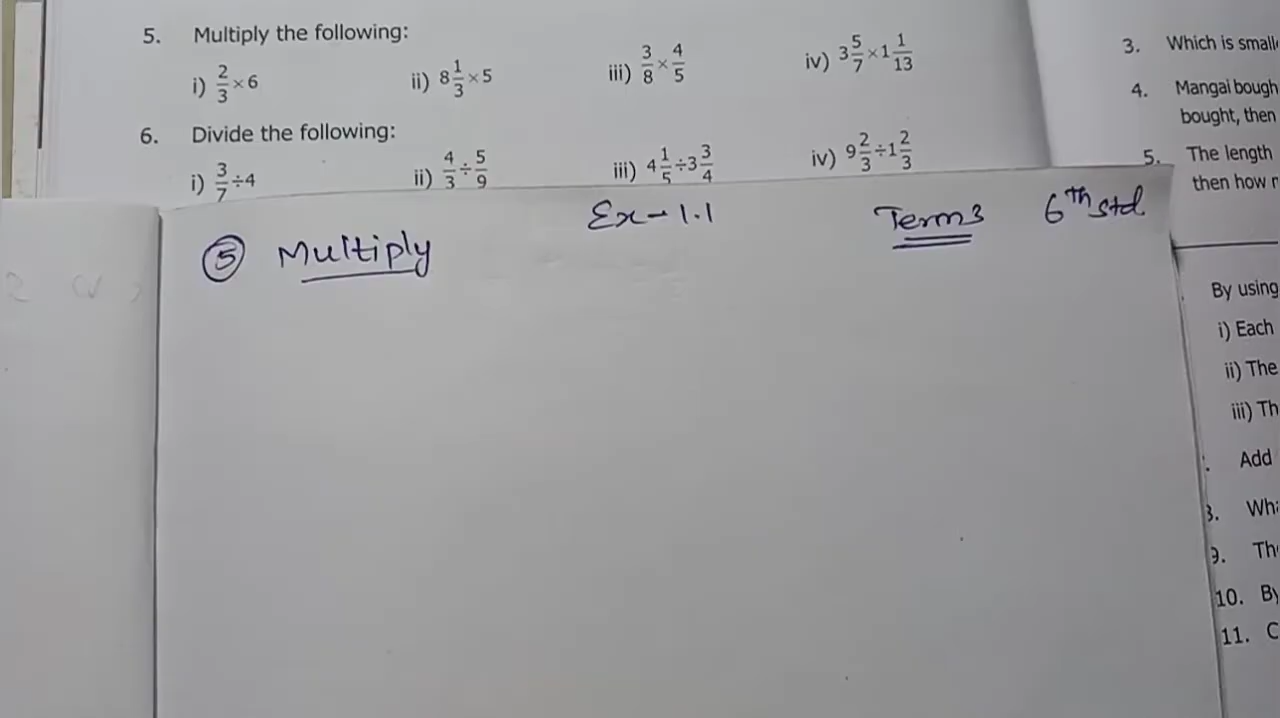 5. Multiply the following:
i) 2/3 × 6 ii) 8 1/3 × 5 iii) 3/8 × 4/5 iv) 3 5/7 × 1 1/13
6. Divide the following:
i) 3/7 ÷ 4 ii) 4/3 ÷ 5/9 iii) 4 1/5 ÷ 3 3/4 iv) 9 2/3 ÷ 1 2/3
Ex - 1.1 Term 3 6th std
5 Multiply
3. Which is small
4. Mangai bough
bought, then
5. The length
then how
By using
i) Each
ii) The
iii) Th
Add
3. Wh
9. Th
10. By
11. C